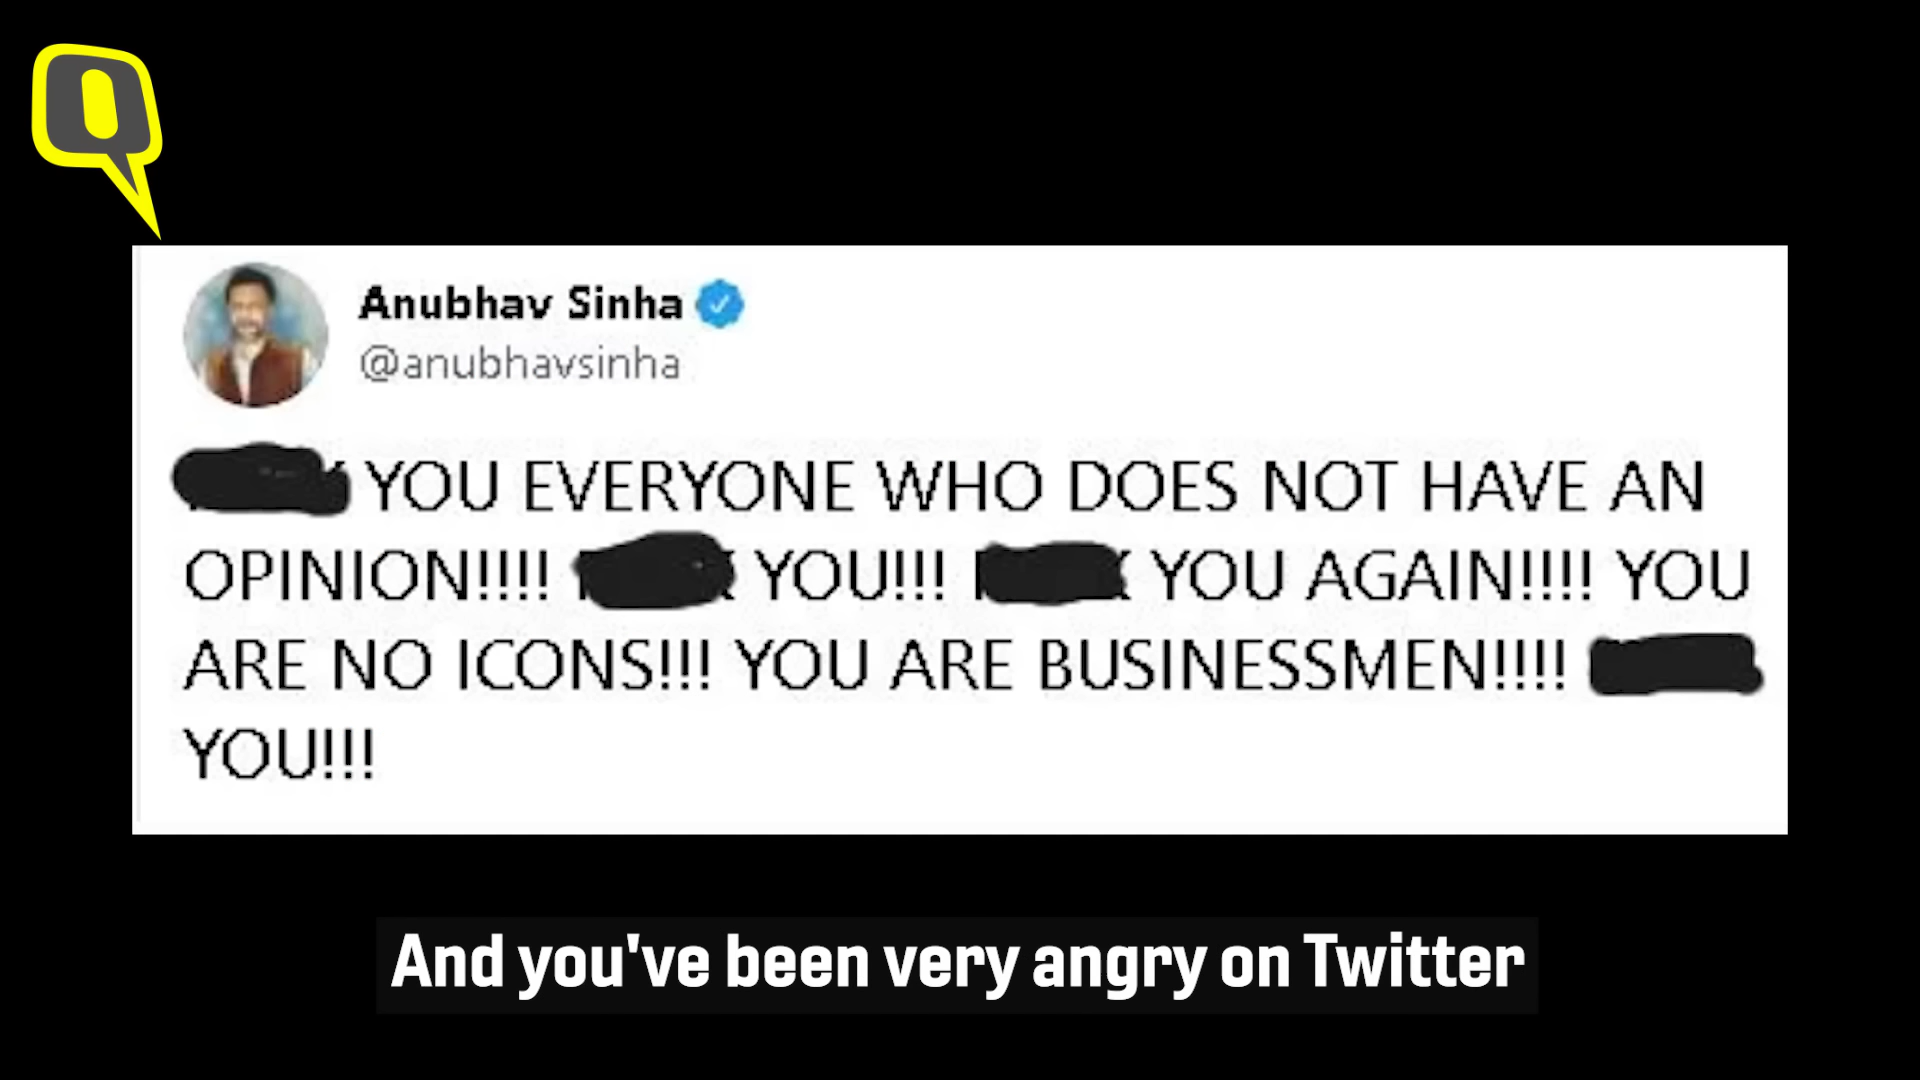 Q
Anubhav Sinha
@anubhavsinha
YOU EVERYONE WHO DOES NOT HAVE AN
OPINION!!!! YOU!!! YOU AGAIN!!!! YOU
ARE NO ICONS!!! YOU ARE BUSINESSMEN!!!!
YOU!!!
And you've been very angry on Twitter